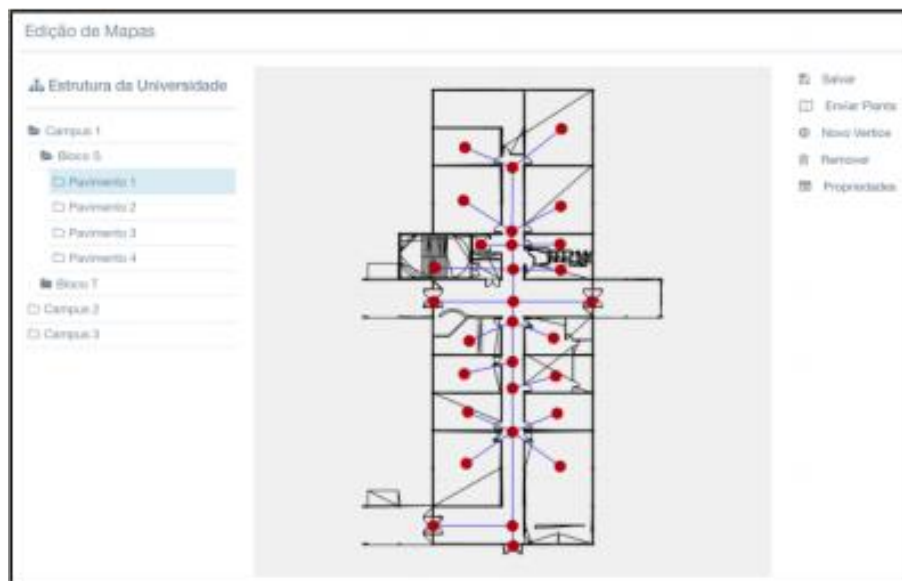 Edição de Mapas
Estrutura da Universidade
Campus 1
Bloco S
Pavimento 1
Pavimento 2
Pavimento 3
Pavimento 4
Bloco T
Campus 2
Campus 3
Salvar
Enviar Planta
Novo Vertice
Remover
Propriedades